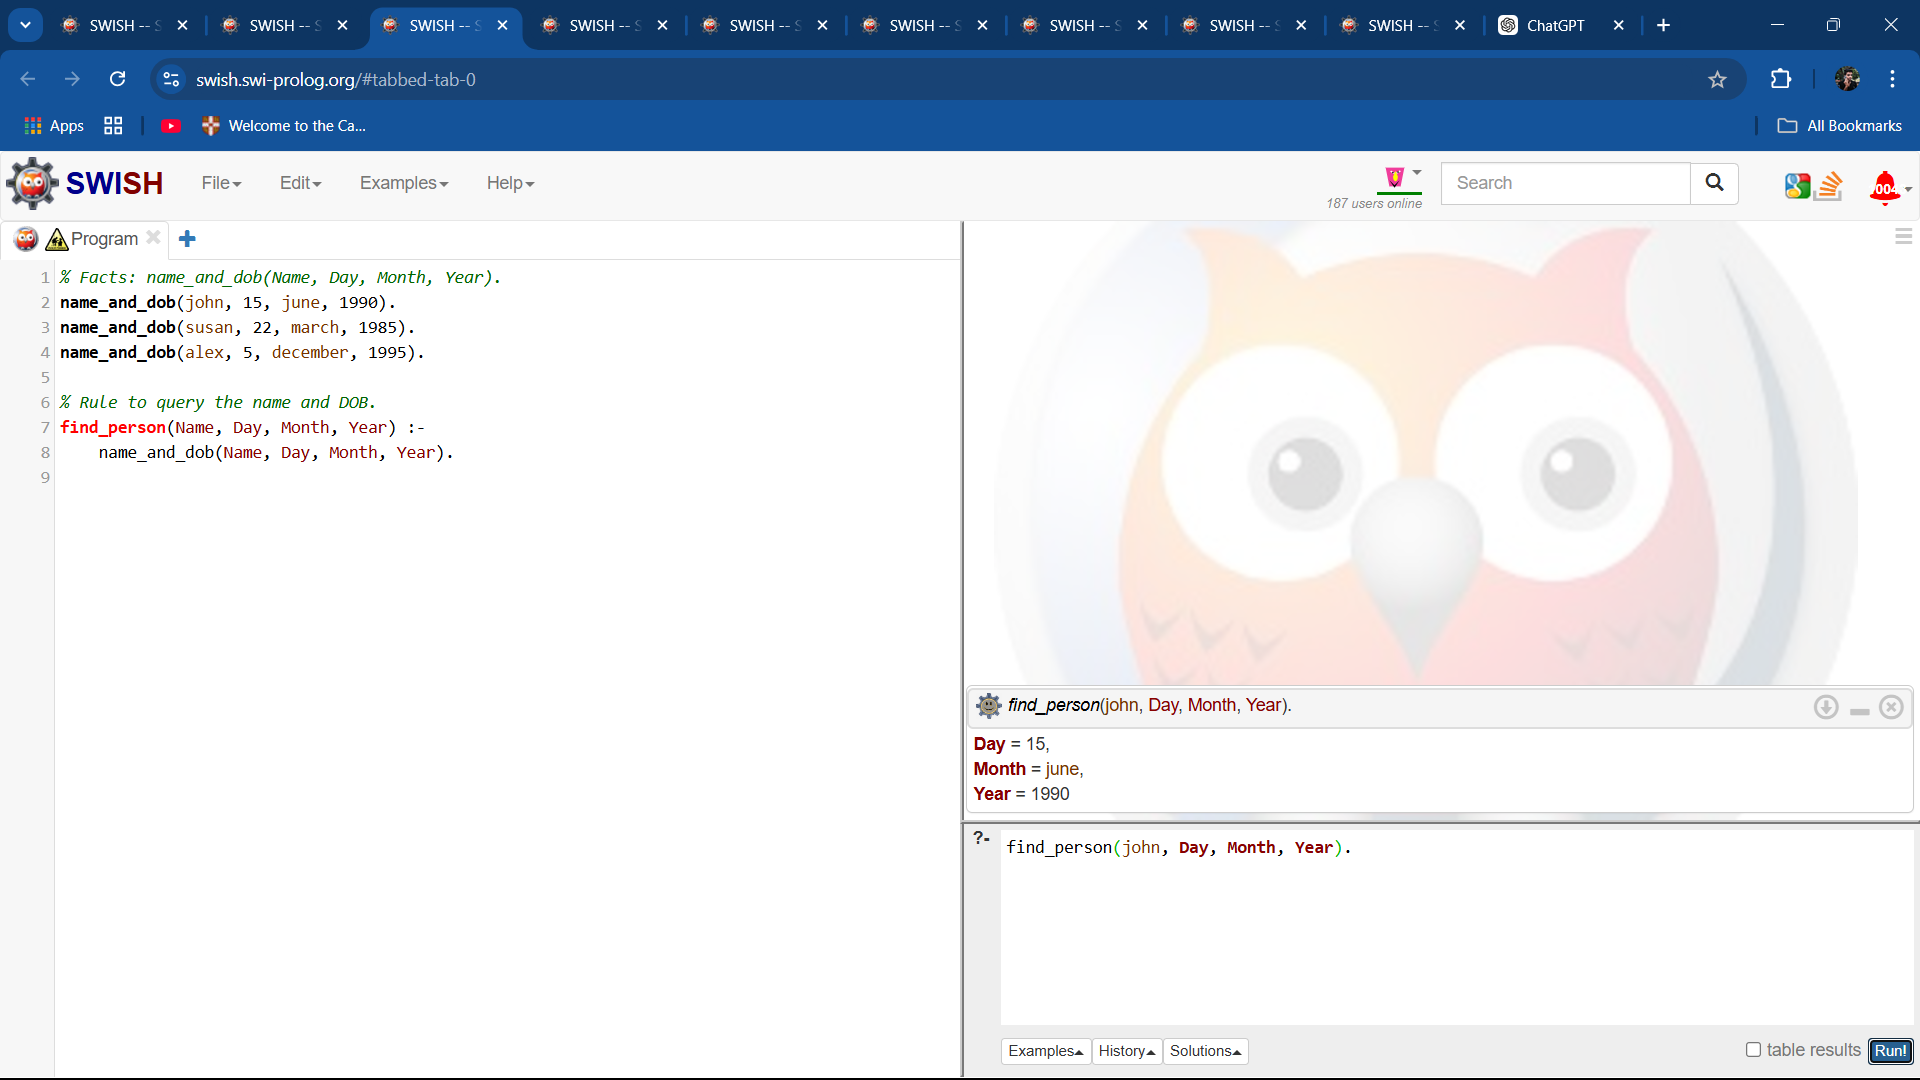 SWISH -- S SWISH -- S SWISH -- S SWISH -- S SWISH -- S SWISH -- S SWISH -- S SWISH -- S SWISH -- S ChatGPT
swish.swi-prolog.org/#tabbed-tab-0
Apps Welcome to the Ca... All Bookmarks
SWISH File Edit Examples Help 187 users online Search
Program
1 % Facts: name_and_dob(Name, Day, Month, Year).
2 name_and_dob(john, 15, june, 1990).
3 name_and_dob(susan, 22, march, 1985).
4 name_and_dob(alex, 5, december, 1995).
5
6 % Rule to query the name and DOB.
7 find_person(Name, Day, Month, Year) :-
8 name_and_dob(Name, Day, Month, Year).
9
find_person(john, Day, Month, Year).
Day = 15,
Month = june,
Year = 1990
?- find_person(john, Day, Month, Year).
Examples History Solutions table results Run!